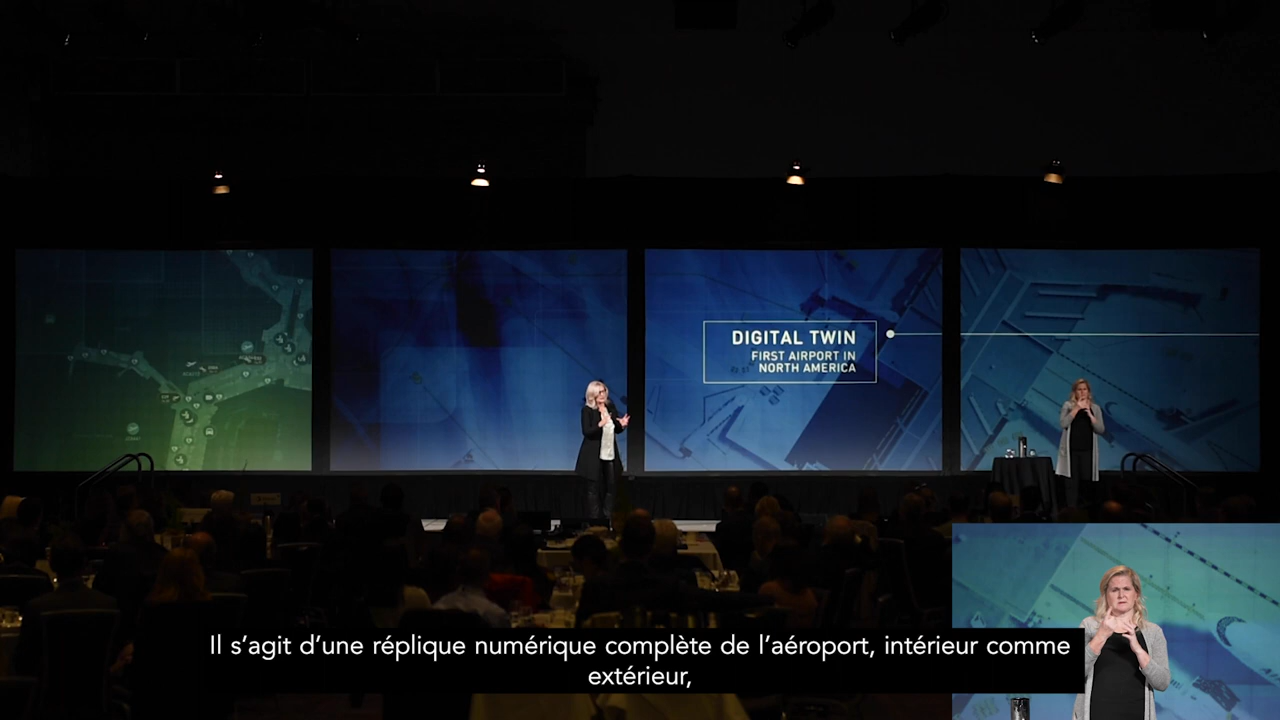 DIGITAL TWIN
FIRST AIRPORT IN
NORTH AMERICA
Il s’agit d’une réplique numérique complète de l’aéroport, intérieur comme
extérieur,